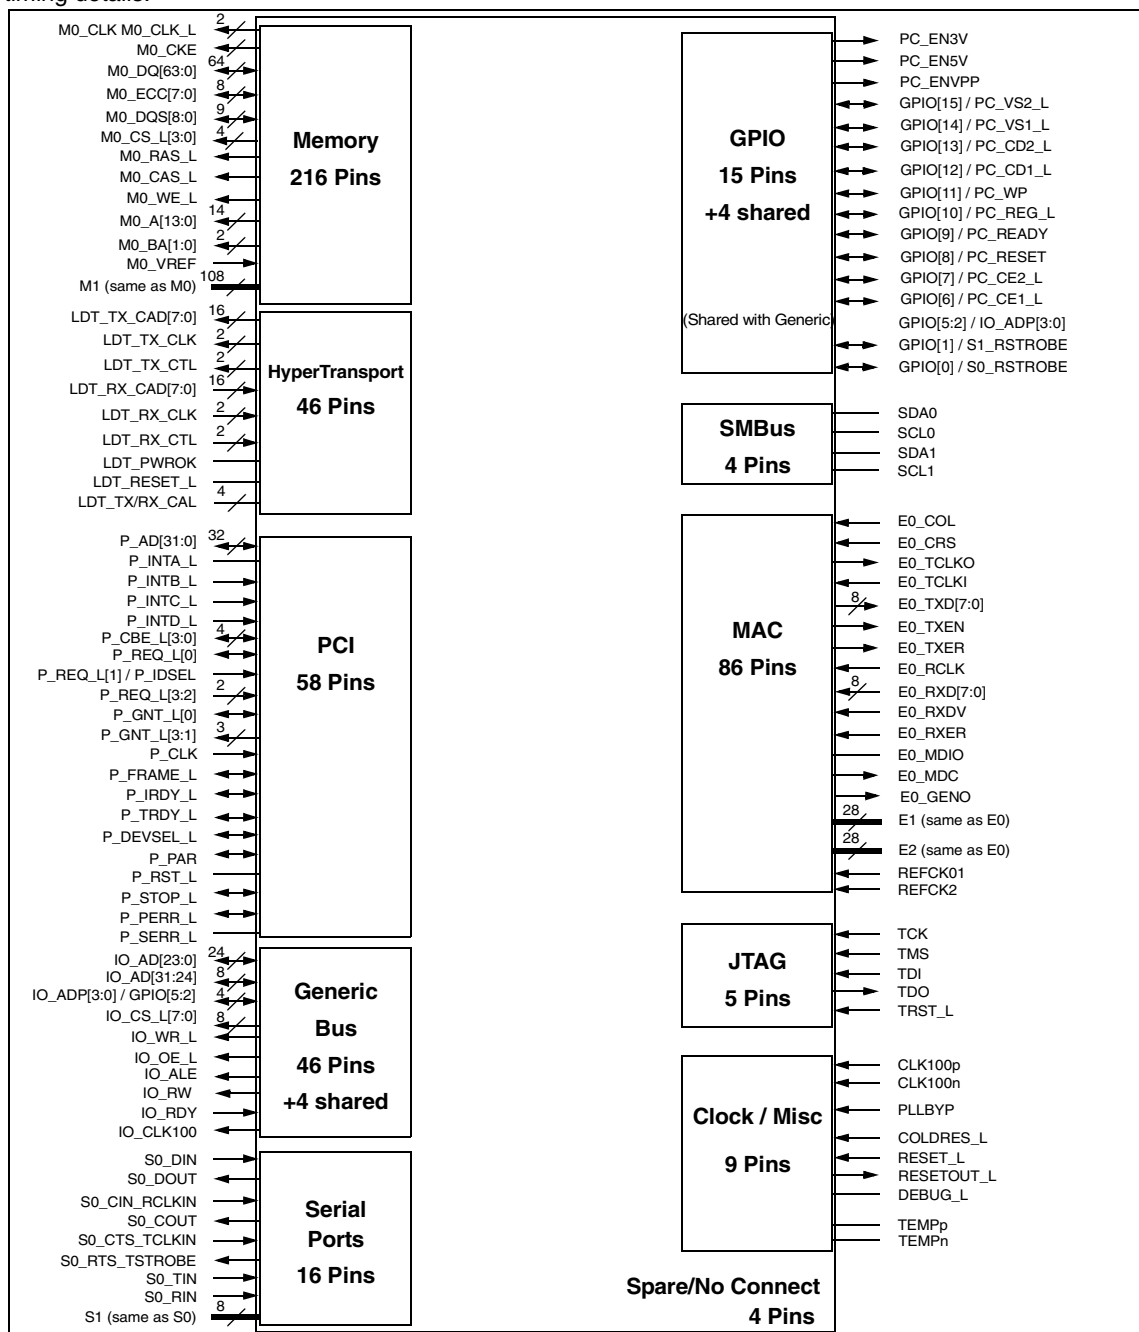 timing details.
M0_CLK M0_CLK_L 2
M0_CKE
M0_DQ[63:0] 64
M0_ECC[7:0] 8
M0_DQS[8:0] 9
M0_CS_L[3:0] 4
M0_RAS_L
M0_CAS_L
M0_WE_L
M0_A[13:0] 14
M0_BA[1:0] 2
M0_VREF
M1 (same as M0) 108
Memory
216 Pins
LDT_TX_CAD[7:0] 16
LDT_TX_CLK 2
LDT_TX_CTL 2
LDT_RX_CAD[7:0] 16
LDT_RX_CLK 2
LDT_RX_CTL 2
LDT_PWROK
LDT_RESET_L
LDT_TX/RX_CAL 4
HyperTransport
46 Pins
P_AD[31:0] 32
P_INTA_L
P_INTB_L
P_INTC_L
P_INTD_L
P_CBE_L[3:0] 4
P_REQ_L[0]
P_REQ_L[1] / P_IDSEL
P_REQ_L[3:2] 2
P_GNT_L[0]
P_GNT_L[3:1] 3
P_CLK
P_FRAME_L
P_IRDY_L
P_TRDY_L
P_DEVSEL_L
P_PAR
P_RST_L
P_STOP_L
P_PERR_L
P_SERR_L
PCI
58 Pins
IO_AD[23:0] 24
IO_AD[31:24] 8
IO_ADP[3:0] / GPIO[5:2] 4
IO_CS_L[7:0] 8
IO_WR_L
IO_OE_L
IO_ALE
IO_RW
IO_RDY
IO_CLK100
Generic
Bus
46 Pins
+4 shared
S0_DIN
S0_DOUT
S0_CIN_RCLKIN
S0_COUT
S0_CTS_TCLKIN
S0_RTS_TSTROBE
S0_TIN
S0_RIN
S1 (same as S0) 8
Serial
Ports
16 Pins
GPIO
15 Pins
+4 shared
(Shared with Generic)
PC_EN3V
PC_EN5V
PC_ENVPP
GPIO[15] / PC_VS2_L
GPIO[14] / PC_VS1_L
GPIO[13] / PC_CD2_L
GPIO[12] / PC_CD1_L
GPIO[11] / PC_WP
GPIO[10] / PC_REG_L
GPIO[9] / PC_READY
GPIO[8] / PC_RESET
GPIO[7] / PC_CE2_L
GPIO[6] / PC_CE1_L
GPIO[5:2] / IO_ADP[3:0]
GPIO[1] / S1_RSTROBE
GPIO[0] / S0_RSTROBE
SMBus
4 Pins
SDA0
SCL0
SDA1
SCL1
MAC
86 Pins
E0_COL
E0_CRS
E0_TCLKO
E0_TCLKI
8 E0_TXD[7:0]
E0_TXEN
E0_TXER
E0_RCLK
8 E0_RXD[7:0]
E0_RXDV
E0_RXER
E0_MDIO
E0_MDC
E0_GENO
28 E1 (same as E0)
28 E2 (same as E0)
REFCK01
REFCK2
JTAG
5 Pins
TCK
TMS
TDI
TDO
TRST_L
Clock / Misc
9 Pins
CLK100p
CLK100n
PLLBYP
COLDRES_L
RESET_L
RESETOUT_L
DEBUG_L
TEMPp
TEMPn
Spare/No Connect
4 Pins